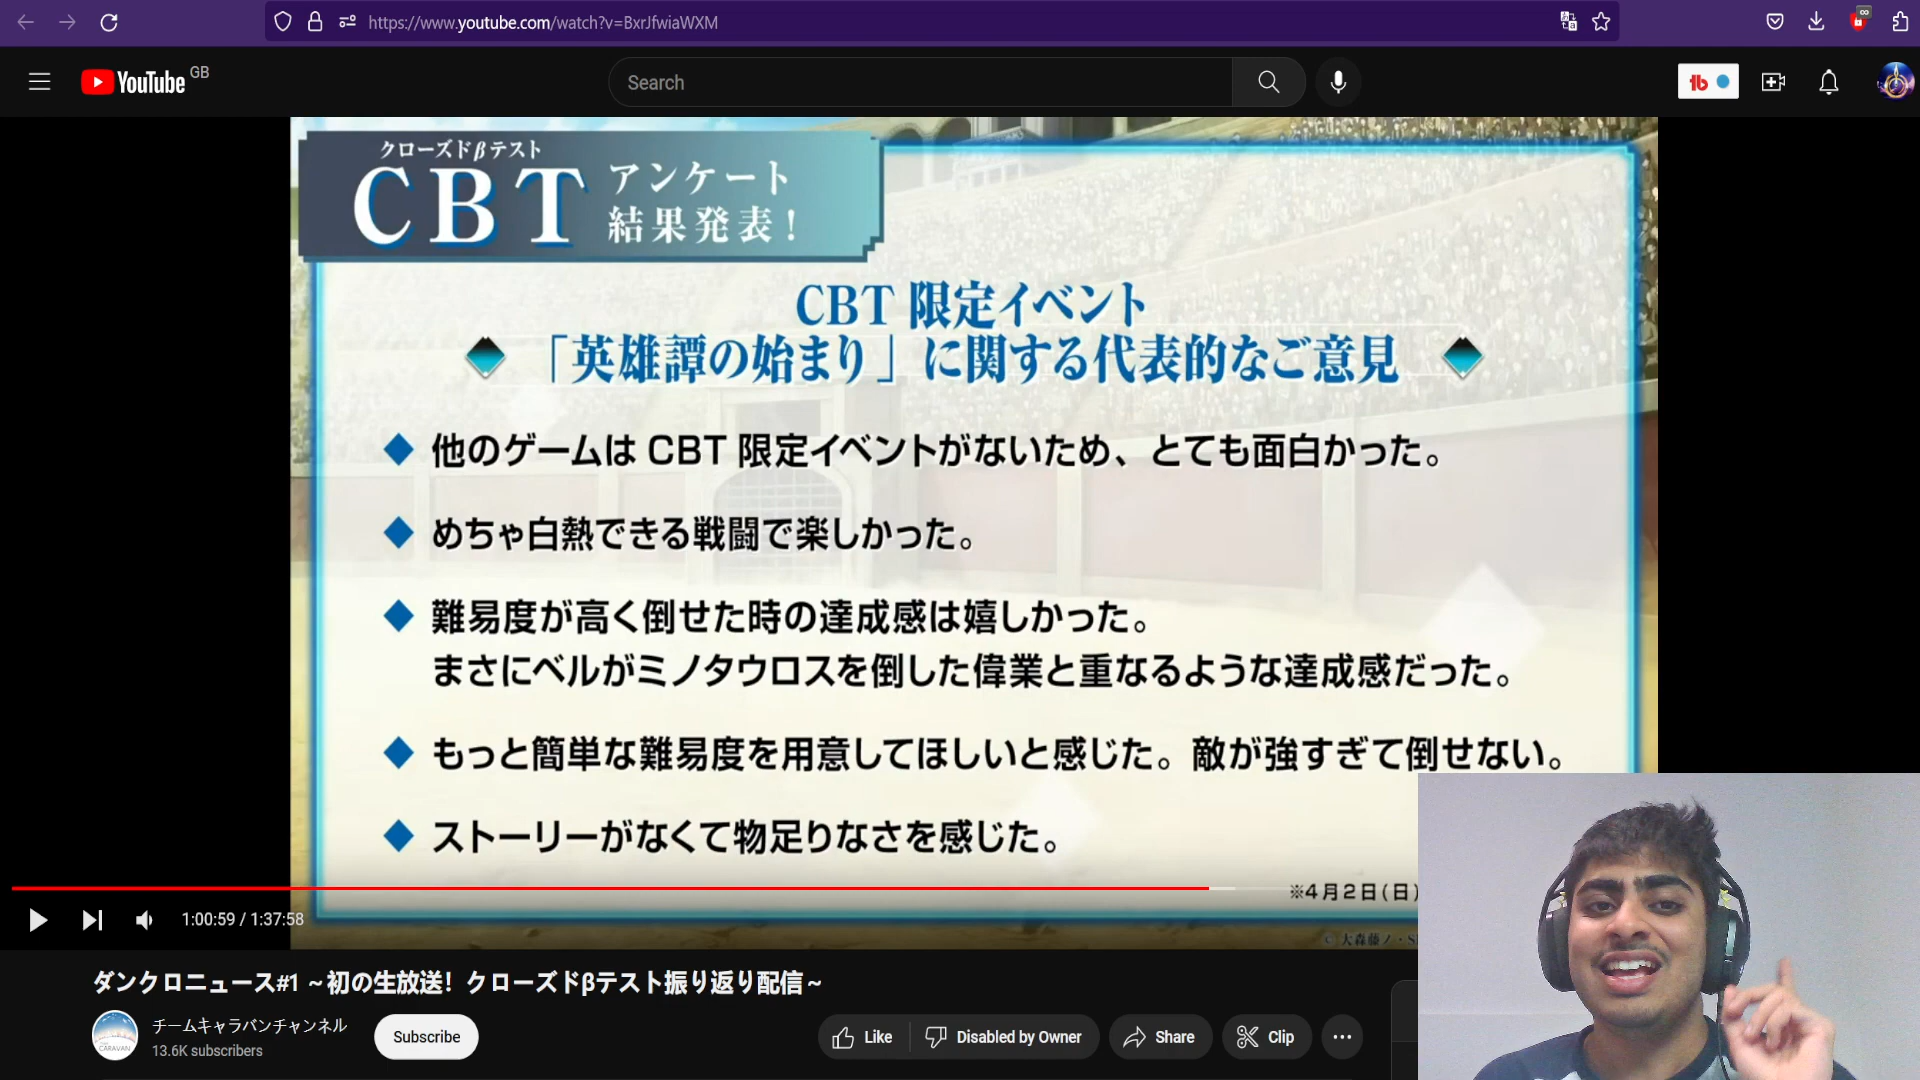 https://www.youtube.com/watch?v=BxrJfwiaWXM
YouTube GB
Search
クローズドβテスト
CBT アンケート
結果発表！
CBT 限定イベント
「英雄譚の始まり」に関する代表的なご意見
他のゲームは CBT 限定イベントがないため、とても面白かった。
めちゃ白熱できる戦闘で楽しかった。
難易度が高く倒せた時の達成感は嬉しかった。
まさにベルがミノタウロスを倒した偉業と重なるような達成感だった。
もっと簡単な難易度を用意してほしいと感じた。敵が強すぎて倒せない。
ストーリーがなくて物足りなさを感じた。
※4月2日(日)
1:00:59 / 1:37:58
© 大森藤ノ・S
ダンクロニュース#1 ~初の生放送！クローズドβテスト振り返り配信~
チームキャラバンチャンネル
13.6K subscribers
Subscribe
Like
Disabled by Owner
Share
Clip